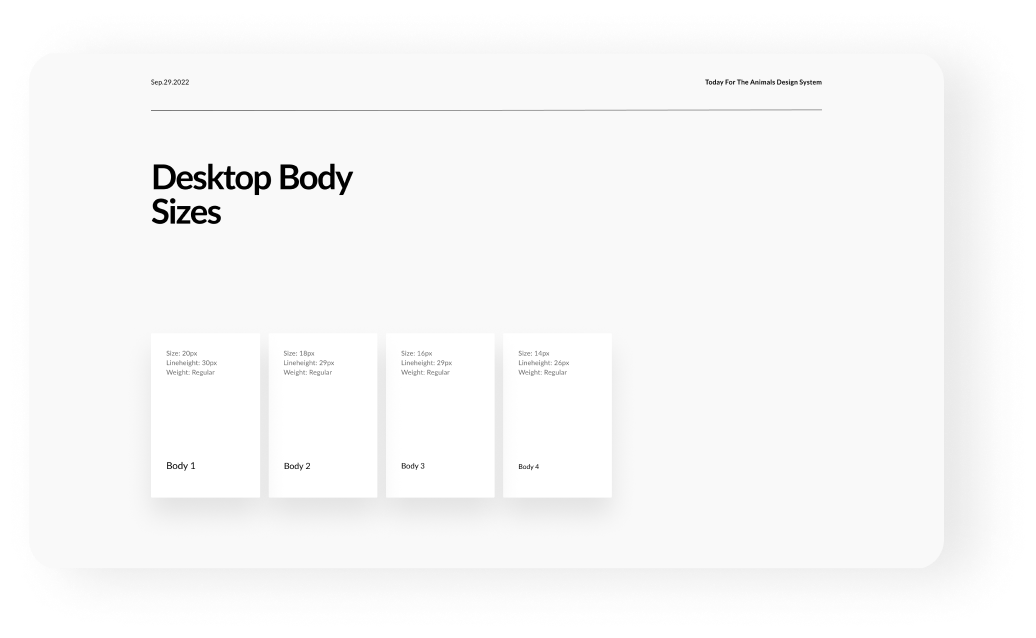 Sep.29.2022
Today For The Animals Design System
Desktop Body
Sizes
Size: 20px
Lineheight: 30px
Weight: Regular
Body 1
Size: 18px
Lineheight: 29px
Weight: Regular
Body 2
Size: 16px
Lineheight: 29px
Weight: Regular
Body 3
Size: 14px
Lineheight: 26px
Weight: Regular
Body 4